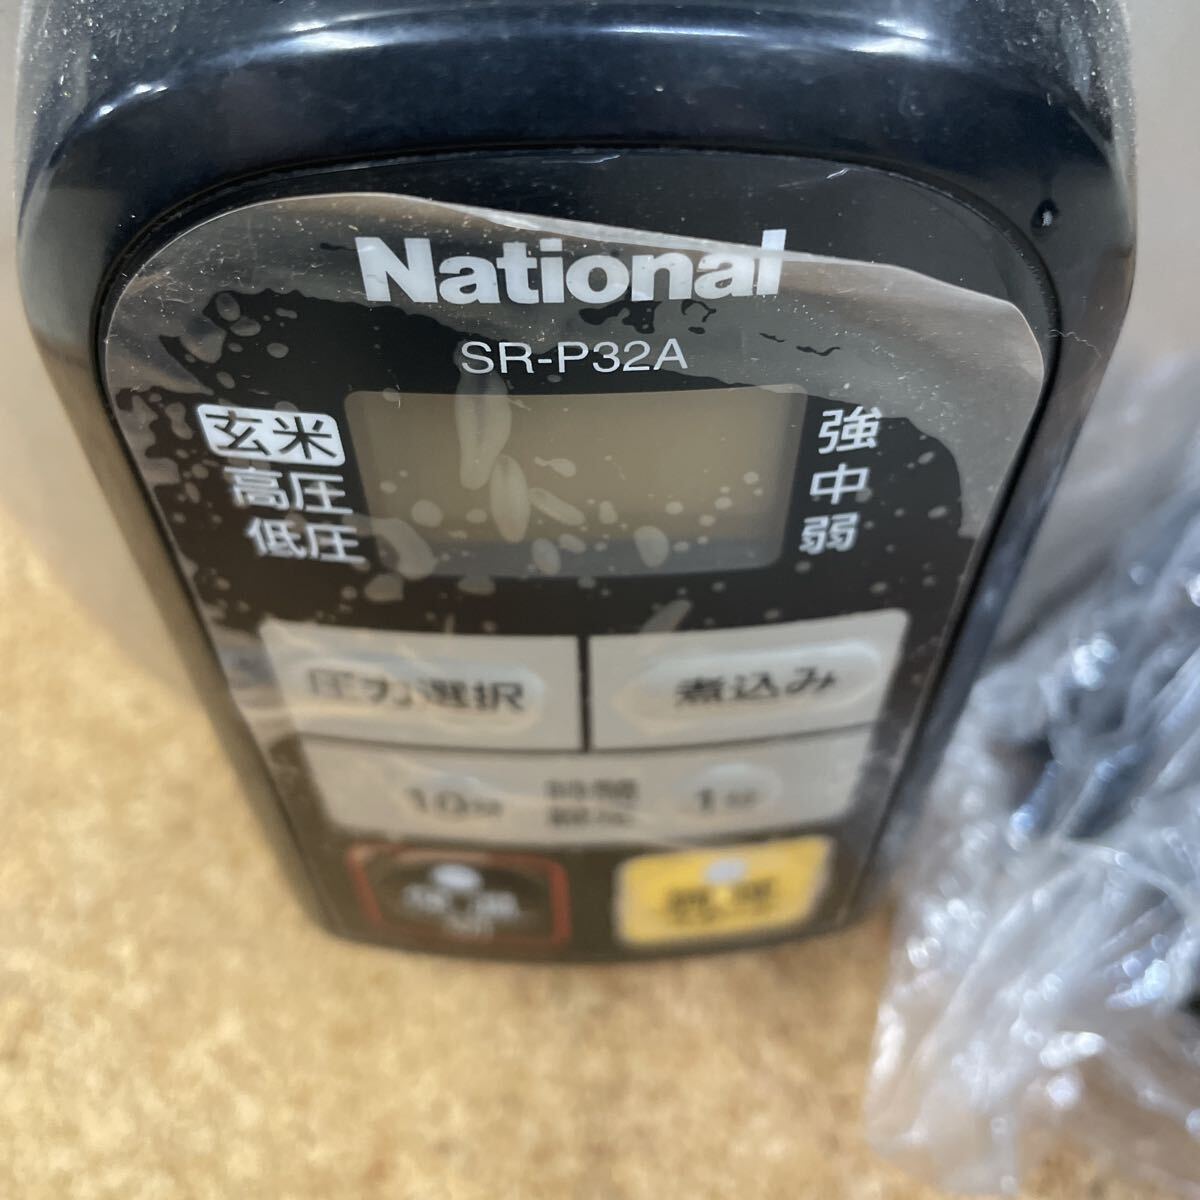 National
SR-P32A
玄米
高圧
低圧
強
中
弱
圧力選択
煮込み
10分
時間
設定
1分